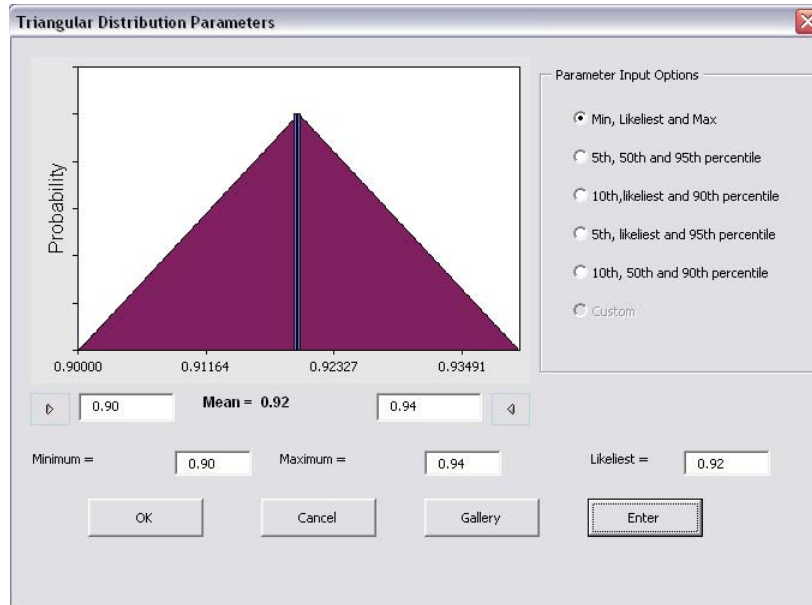 Triangular Distribution Parameters
Probability
0.90000 0.91164 0.92327 0.93491
0.90 Mean = 0.92 0.94
Parameter Input Options
Min, Likeliest and Max
5th, 50th and 95th percentile
10th,likeliest and 90th percentile
5th, likeliest and 95th percentile
10th, 50th and 90th percentile
Custom
Minimum = 0.90 Maximum = 0.94 Likeliest = 0.92
OK Cancel Gallery Enter